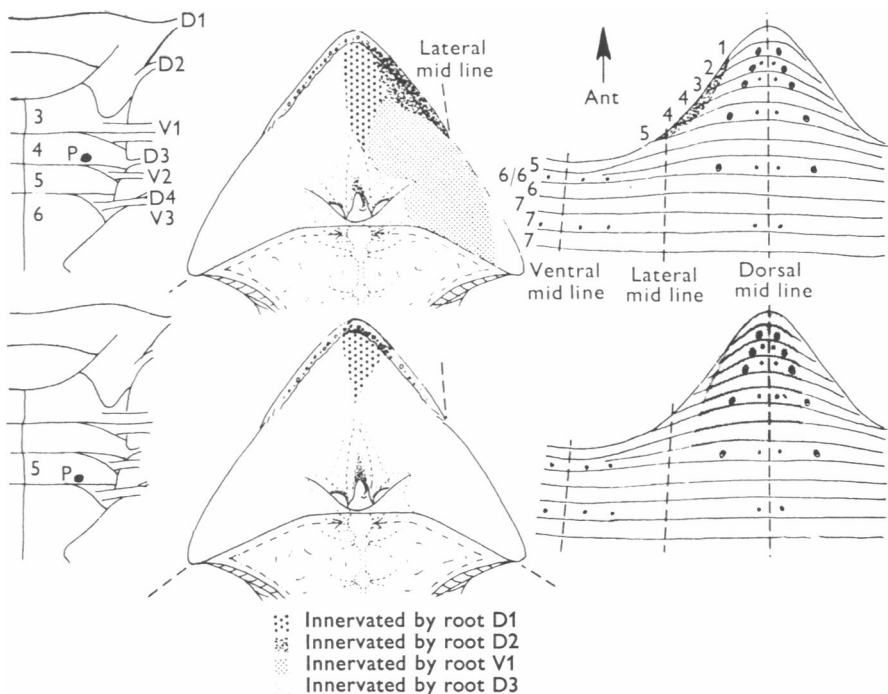 D1
D2
3
V1
4
P
D3
5
V2
D4
6
V3
Lateral
mid line
Ant
1
2
3
4
4
5
5
6/6
6
7
7
7
Ventral
mid line
Lateral
mid line
Dorsal
mid line
5
P
Innervated by root D1
Innervated by root D2
Innervated by root V1
Innervated by root D3